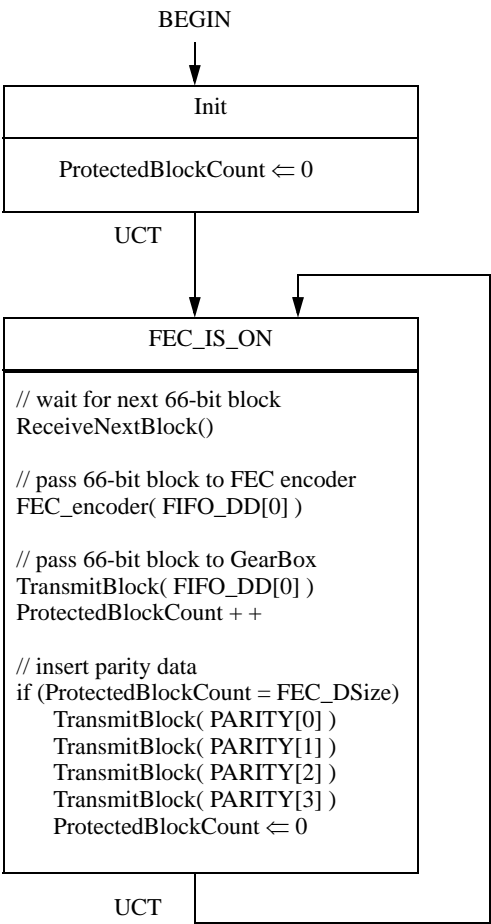 BEGIN
Init
ProtectedBlockCount ⇐ 0
UCT
FEC_IS_ON
// wait for next 66-bit block
ReceiveNextBlock()
// pass 66-bit block to FEC encoder
FEC_encoder( FIFO_DD[0] )
// pass 66-bit block to GearBox
TransmitBlock( FIFO_DD[0] )
ProtectedBlockCount + +
// insert parity data
if (ProtectedBlockCount = FEC_DSize)
TransmitBlock( PARITY[0] )
TransmitBlock( PARITY[1] )
TransmitBlock( PARITY[2] )
TransmitBlock( PARITY[3] )
ProtectedBlockCount ⇐ 0
UCT